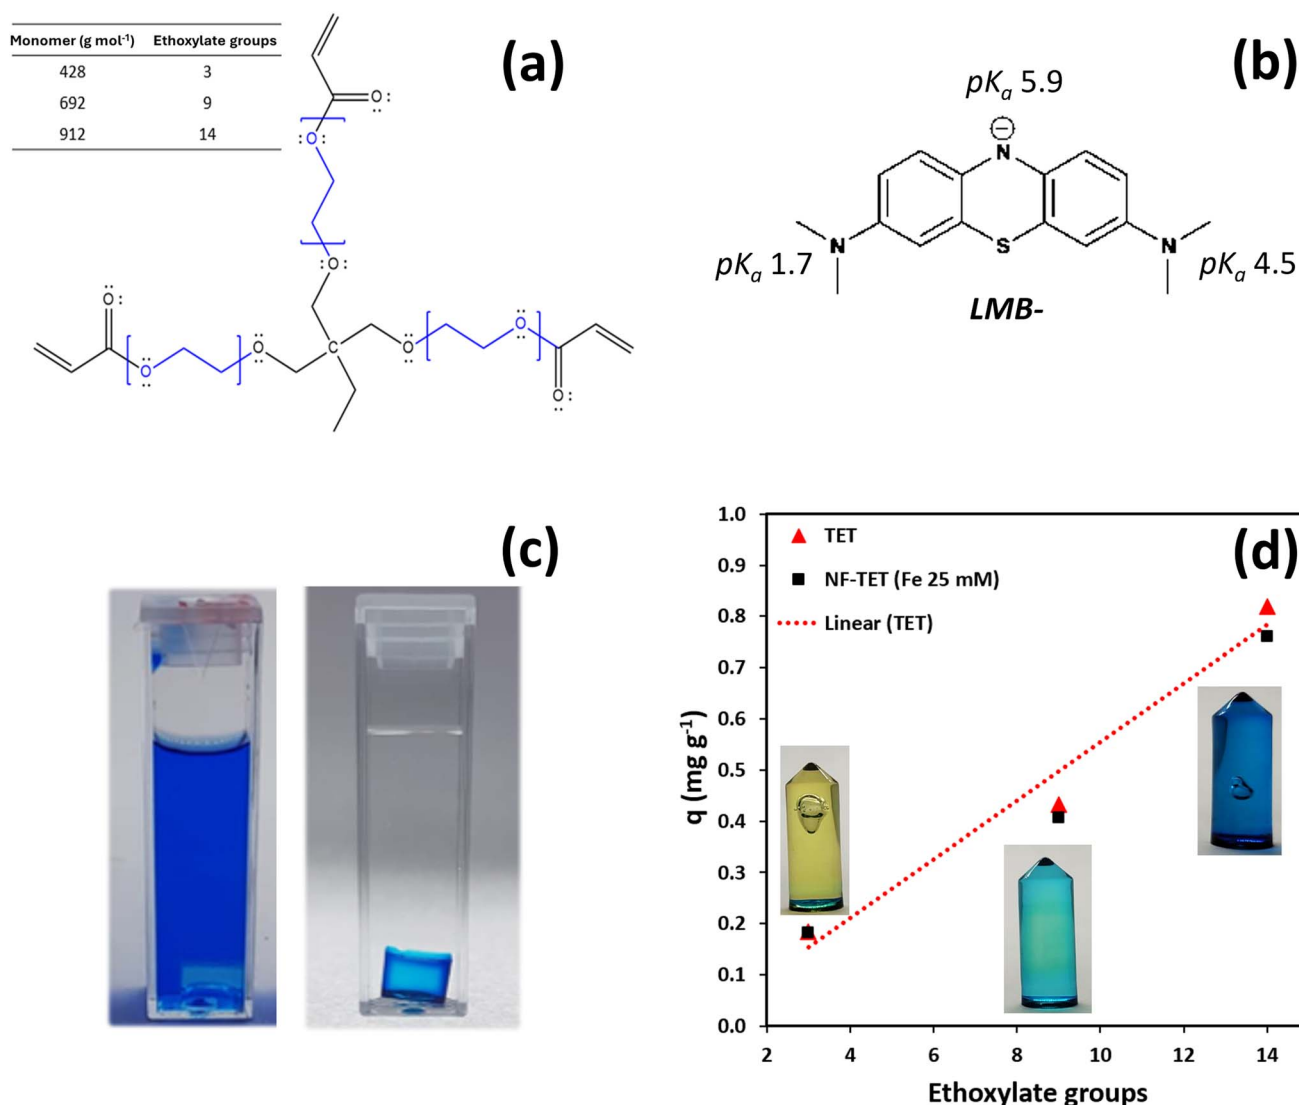 Monomer (g mol⁻¹) Ethoxylate groups
428 3
692 9
912 14
(a)
O:
:O:
:O:
O:
O
O
C
O
O
O:
(b)
pKₐ 5.9
N
N
S
N
pKₐ 1.7
pKₐ 4.5
LMB-
(c)
(d)
TET
NF-TET (Fe 25 mM)
Linear (TET)
1.0
0.9
0.8
0.7
0.6
0.5
0.4
0.3
0.2
0.1
0.0
q (mg g⁻¹)
2 4 6 8 10 12 14
Ethoxylate groups